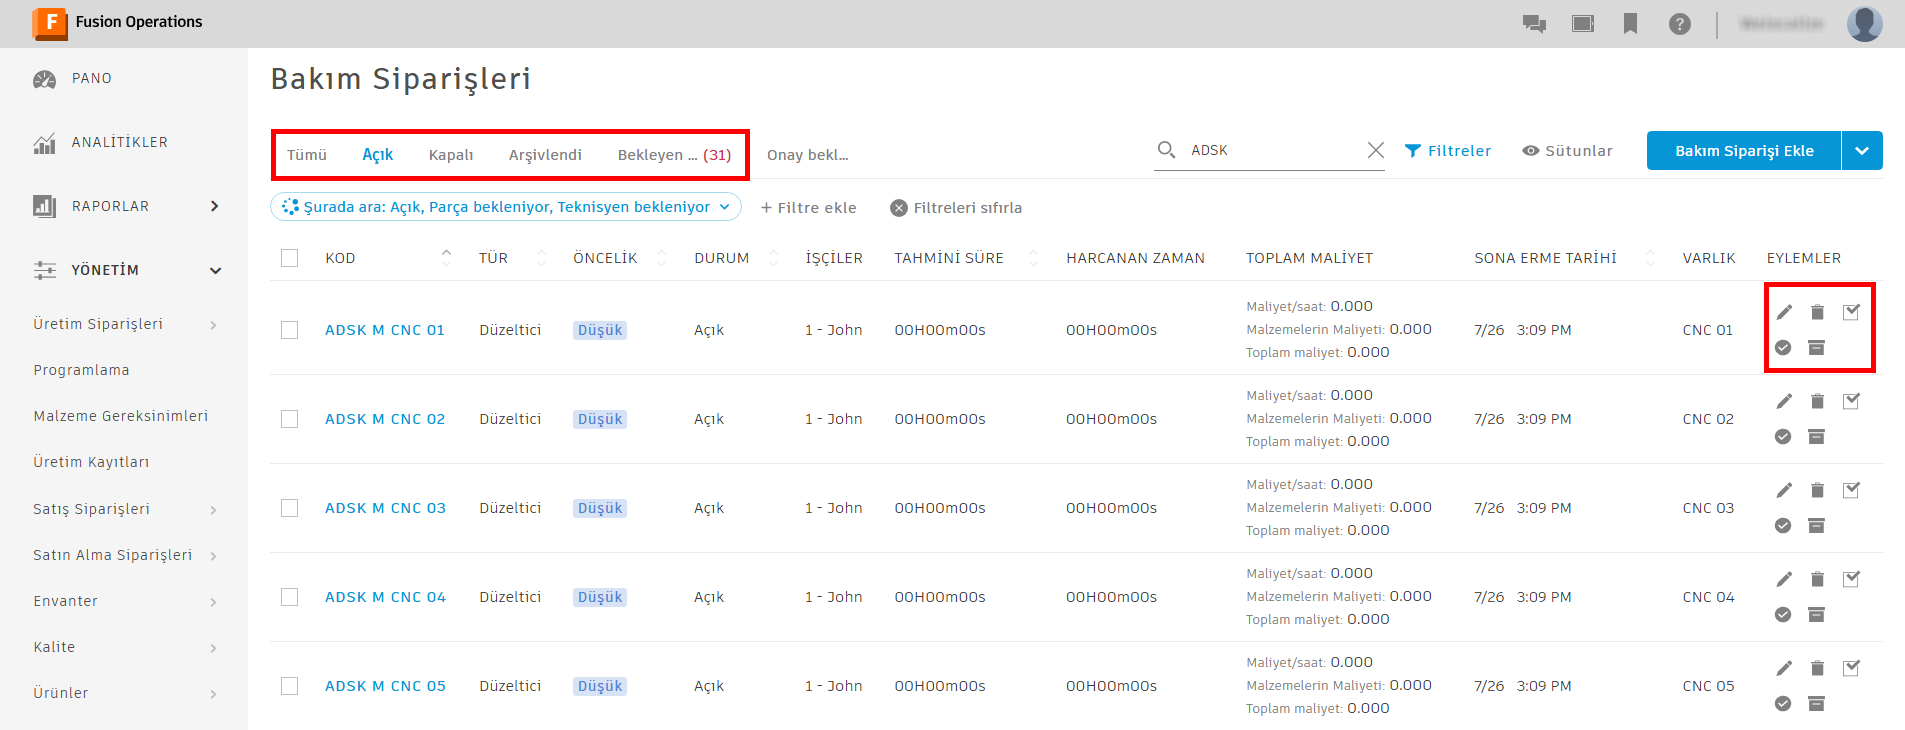 F Fusion Operations
PANO
ANALİTİKLER
RAPORLAR
YÖNETİM
Üretim Siparişleri
Programlama
Malzeme Gereksinimleri
Üretim Kayıtları
Satış Siparişleri
Satın Alma Siparişleri
Envanter
Kalite
Ürünler
Bakım Siparişleri
Tümü Açık Kapalı Arşivlendi Bekleyen ... (31) Onay bekl...
ADSK Filtreler Sütunlar Bakım Siparişi Ekle
Şurada ara: Açık, Parça bekleniyor, Teknisyen bekleniyor + Filtre ekle Filtreleri sıfırla
KOD TÜR ÖNCELİK DURUM İŞÇİLER TAHMİNİ SÜRE HARCANAN ZAMAN TOPLAM MALİYET SONA ERME TARİHİ VARLIK EYLEMLER
Maliyet/saat: 0.000
ADSK M CNC 01 Düzeltici Düşük Açık 1 - John 00H00m00s 00H00m00s Malzemelerin Maliyeti: 0.000 7/26 3:09 PM CNC 01
Toplam maliyet: 0.000
Maliyet/saat: 0.000
ADSK M CNC 02 Düzeltici Düşük Açık 1 - John 00H00m00s 00H00m00s Malzemelerin Maliyeti: 0.000 7/26 3:09 PM CNC 02
Toplam maliyet: 0.000
Maliyet/saat: 0.000
ADSK M CNC 03 Düzeltici Düşük Açık 1 - John 00H00m00s 00H00m00s Malzemelerin Maliyeti: 0.000 7/26 3:09 PM CNC 03
Toplam maliyet: 0.000
Maliyet/saat: 0.000
ADSK M CNC 04 Düzeltici Düşük Açık 1 - John 00H00m00s 00H00m00s Malzemelerin Maliyeti: 0.000 7/26 3:09 PM CNC 04
Toplam maliyet: 0.000
Maliyet/saat: 0.000
ADSK M CNC 05 Düzeltici Düşük Açık 1 - John 00H00m00s 00H00m00s Malzemelerin Maliyeti: 0.000 7/26 3:09 PM CNC 05
Toplam maliyet: 0.000